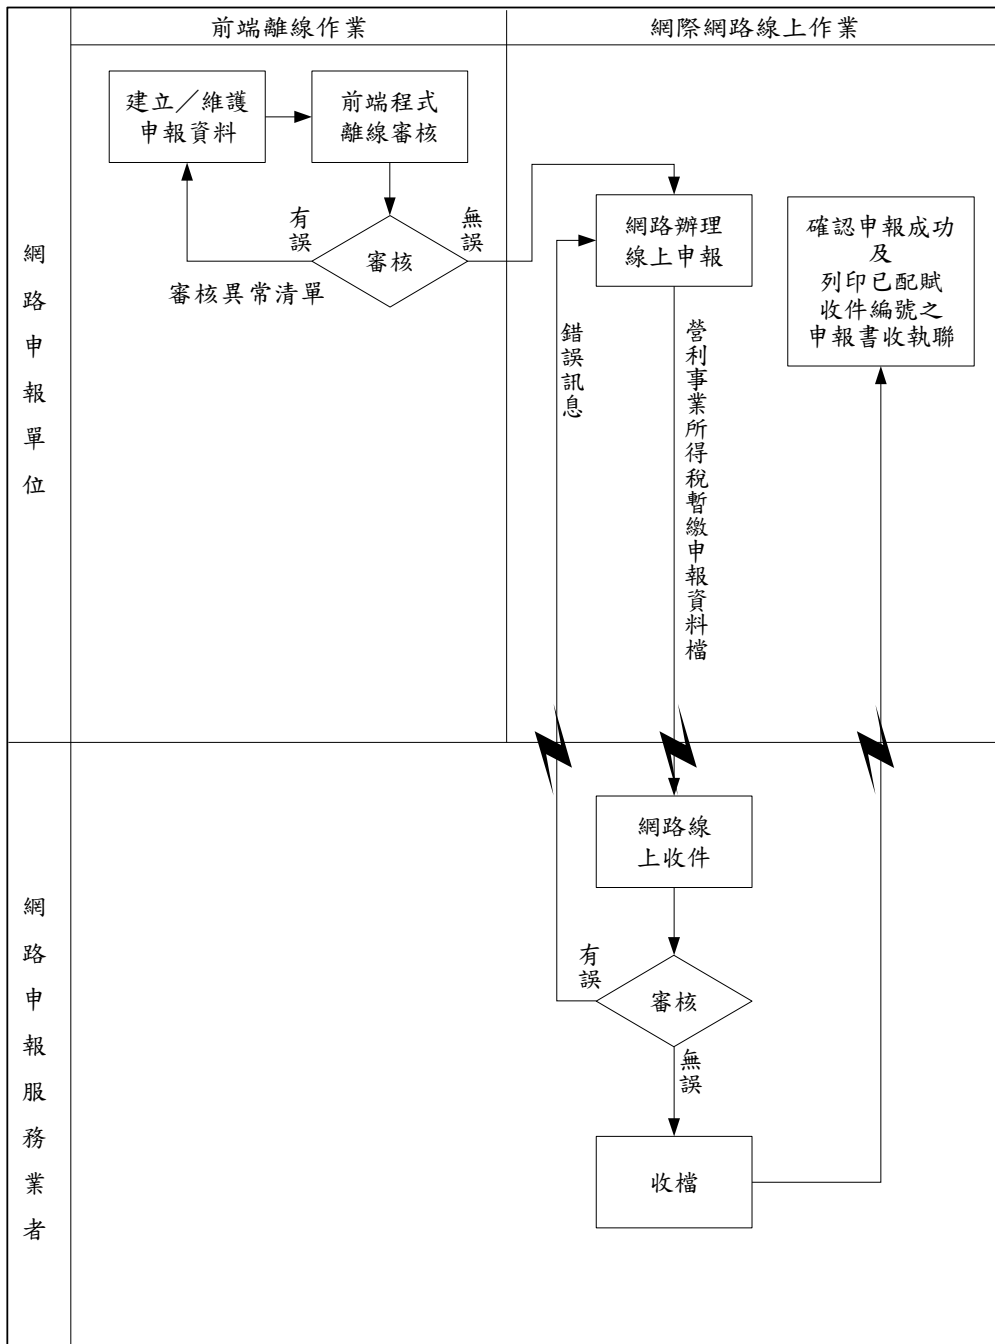 前端離線作業
網際網路線上作業
網路申報單位
建立／維護
申報資料
前端程式
離線審核
有誤
審核
無誤
審核異常清單
網路辦理
線上申報
確認申報成功
及
列印已配賦
收件編號之
申報書收執聯
錯誤訊息
營利事業所得稅暫繳申報資料檔
網路申報服務業者
網路線
上收件
有誤
審核
無誤
收檔